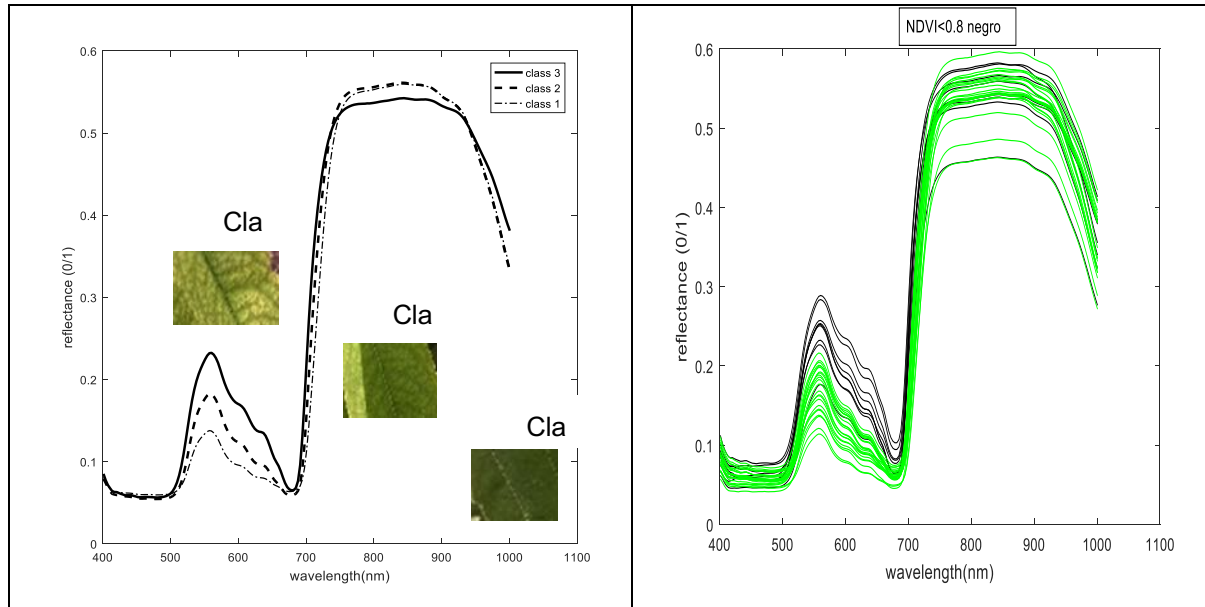 0.6
class 3
class 2
class 1
0.5
0.4
Cla
0.3
Cla
0.2
Cla
0.1
0
400 500 600 700 800 900 1000 1100
reflectance (0/1)
wavelength(nm)
NDVI<0.8 negro
0.6
0.5
0.4
0.3
0.2
0.1
0
400 500 600 700 800 900 1000 1100
reflectance (0/1)
wavelength(nm)